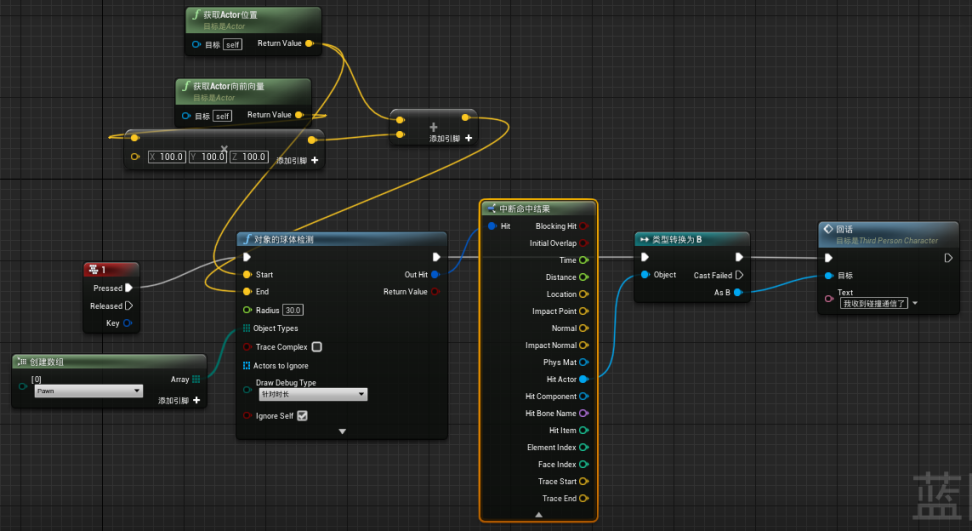 获取Actor位置
目标是Actor
目标 self Return Value
获取Actor向前向量
目标是Actor
目标 self Return Value
X 100.0 Y 100.0 Z 100.0 添加引脚
添加引脚
1
Pressed
Released
Key
创建数组
[0] Array
Pawn
添加引脚
对象的球体检测
Start Out Hit
End Return Value
Radius 30.0
Object Types
Trace Complex
Actors to Ignore
Draw Debug Type
针对时长
Ignore Self
中断命中结果
Hit Blocking Hit
Initial Overlap
Time
Distance
Location
Impact Point
Normal
Impact Normal
Phys Mat
Hit Actor
Hit Component
Hit Bone Name
Hit Item
Element Index
Face Index
Trace Start
Trace End
类型转换为 B
Object Cast Failed
As B
回话
目标是Third Person Character
目标
Text
我收到碰撞通信了
蓝